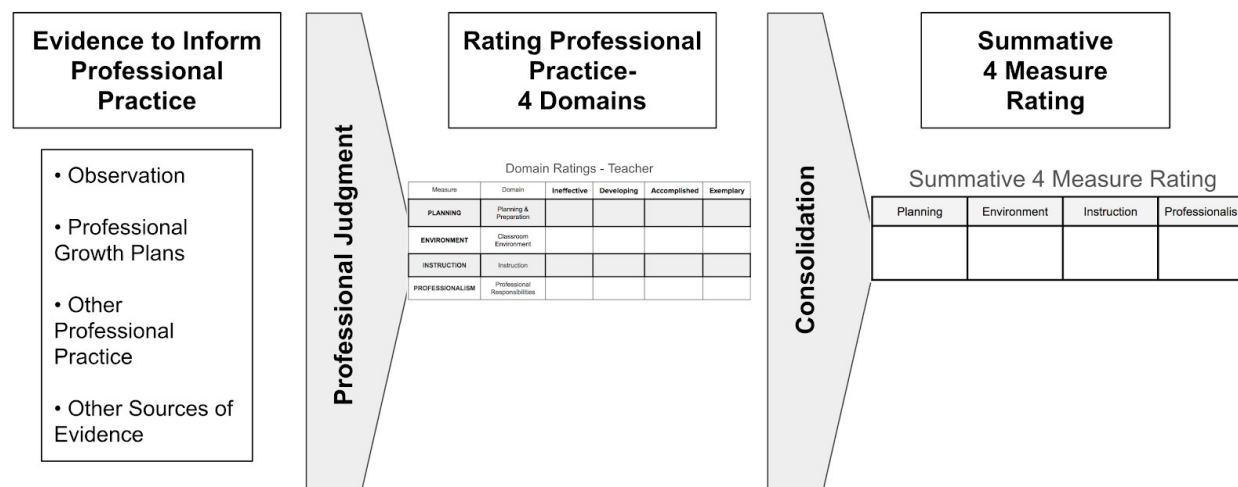 Evidence to Inform
Professional
Practice
• Observation
• Professional
Growth Plans
• Other
Professional
Practice
• Other Sources of
Evidence
Professional Judgment
Rating Professional
Practice-
4 Domains
Domain Ratings - Teacher
Measure Domain Ineffective Developing Accomplished Exemplary
PLANNING Planning &
Preparation
ENVIRONMENT Classroom
Environment
INSTRUCTION Instruction
PROFESSIONALISM Professional
Responsibilities
Consolidation
Summative
4 Measure
Rating
Summative 4 Measure Rating
Planning Environment Instruction Professionalis